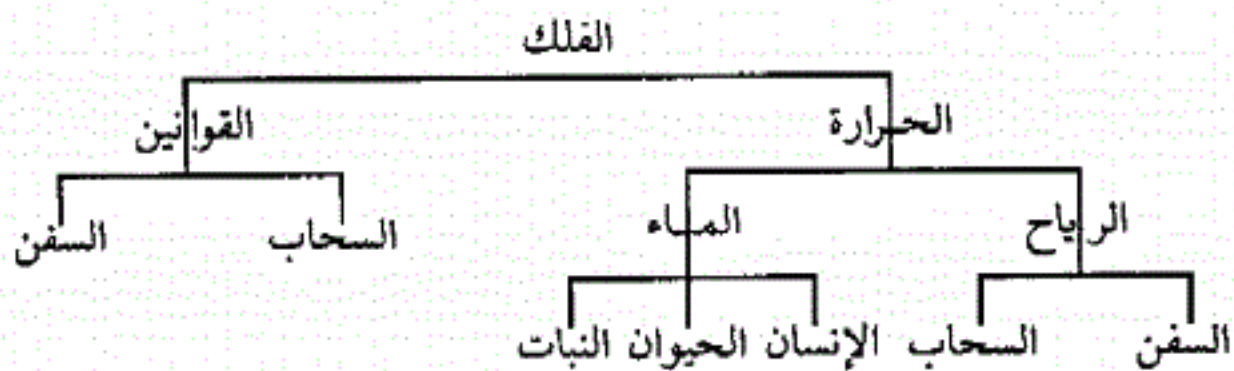 الفلك
الحرارة القوانين
الرياح الماء السحاب السفن
السفن السحاب الإنسان الحيوان النبات